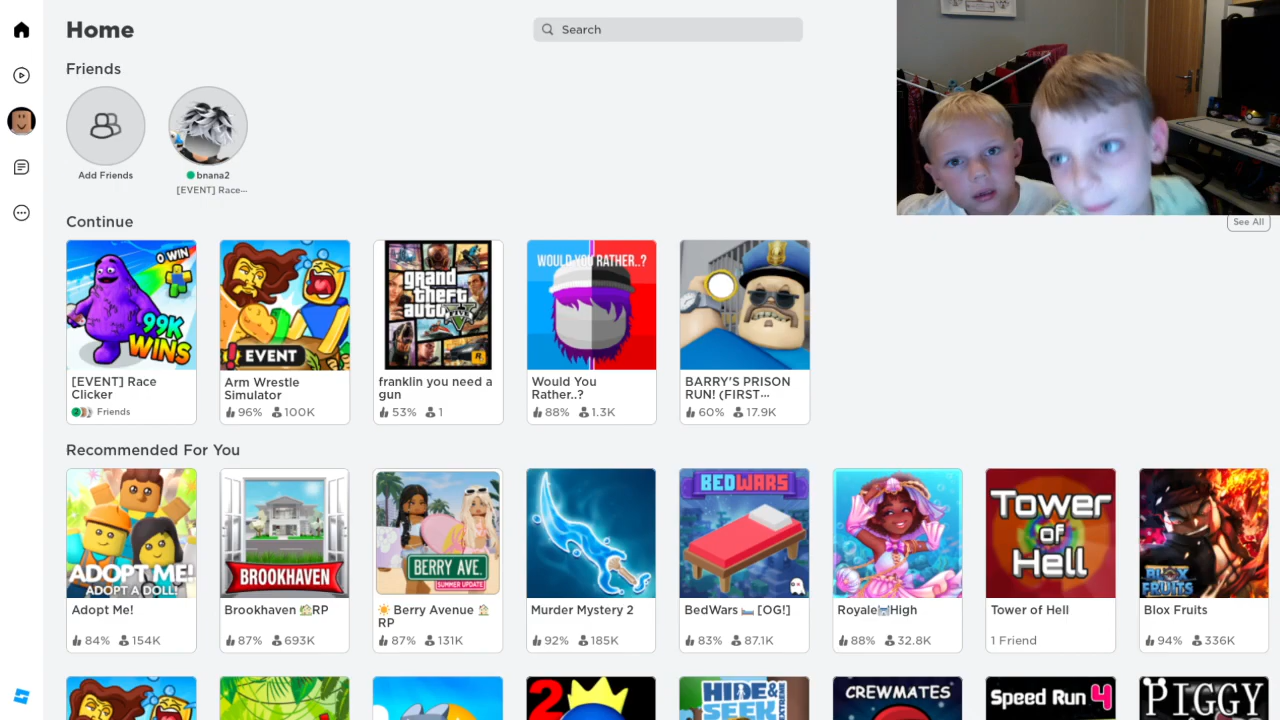 Home
Search
Friends
Add Friends
bnana2
[EVENT] Race...
Continue
See All
0 WIN
99K
WINS
EVENT
grand
theft
auto
V
FIVE
R
WOULD YOU RATHER..?
[EVENT] Race
Clicker
Friends
Arm Wrestle
Simulator
96% 100K
franklin you need a
gun
53% 1
Would You
Rather..?
88% 1.3K
BARRY'S PRISON
RUN! (FIRST...
60% 17.9K
Recommended For You
ADOPT ME!
ADOPT A DOLL!
BROOKHAVEN
BERRY AVE.
SUMMER UPDATE
BEDWARS
Tower
of
Hell
BLOX
FRUITS
Adopt Me!
84% 154K
Brookhaven 🏡RP
87% 693K
☀️ Berry Avenue 🏡
RP
87% 131K
Murder Mystery 2
92% 185K
BedWars 🛏️ [OG!]
83% 87.1K
Royale🏰High
88% 32.8K
Tower of Hell
1 Friend
Blox Fruits
94% 336K
2
HIDE &
SEEK
EXTREME
CREWMATES
Speed Run 4
PIGGY